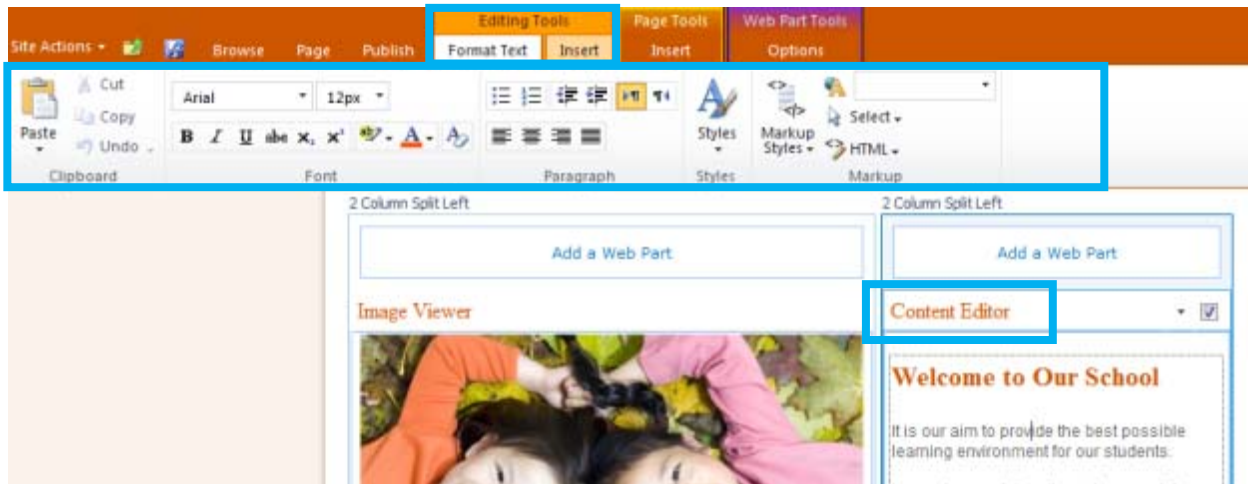 Editing Tools Page Tools Web Part Tools
Site Actions Browse Page Publish Format Text Insert Insert Options
Cut
Copy
Paste
Undo
Arial 12px
B I U abc X, X²
A A
Styles
Markup Styles
Select
HTML
Clipboard Font Paragraph Styles Markup
2 Column Split Left 2 Column Split Left
Add a Web Part Add a Web Part
Image Viewer Content Editor
Welcome to Our School
It is our aim to provide the best possible
learning environment for our students.